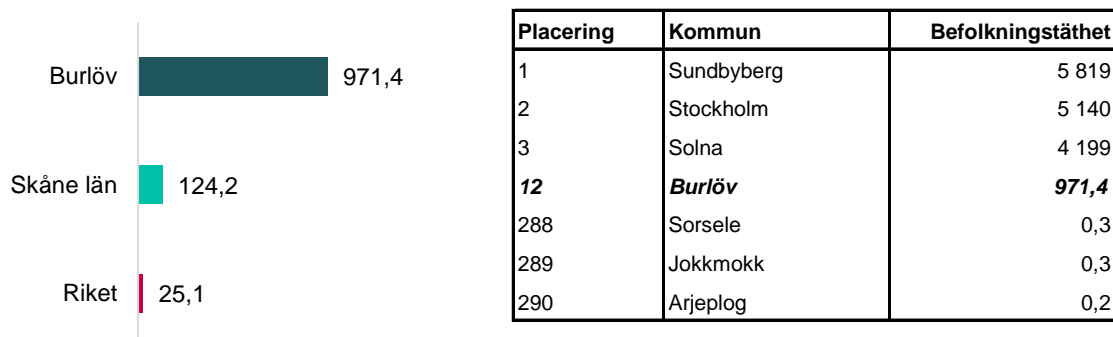 Burlöv 971,4
Skåne län 124,2
Riket 25,1
Placering Kommun Befolkningstäthet
1 Sundbyberg 5 819
2 Stockholm 5 140
3 Solna 4 199
12 Burlöv 971,4
288 Sorsele 0,3
289 Jokkmokk 0,3
290 Arjeplog 0,2